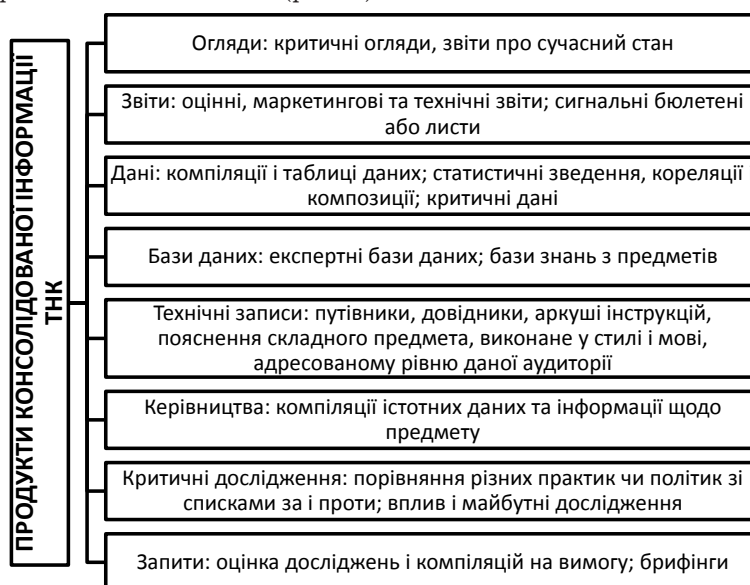 ПРОДУКТИ КОНСОЛІДОВАНОЇ ІНФОРМАЦІЇ
ТНК
Огляди: критичні огляди, звіти про сучасний стан
Звіти: оцінні, маркетингові та технічні звіти; сигнальні бюлетені
або листи
Дані: компіляції і таблиці даних; статистичні зведення, кореляції
композиції; критичні дані
Бази даних: експертні бази даних; бази знань з предметів
Технічні записи: путівники, довідники, аркуші інструкцій,
пояснення складного предмета, виконане у стилі і мові,
адресованому рівню даної аудиторії
Керівництва: компіляції істотних даних та інформації щодо
предмету
Критичні дослідження: порівняння різних практик чи політик зі
списками за і проти; вплив і майбутні дослідження
Запити: оцінка досліджень і компіляцій на вимогу; брифінги